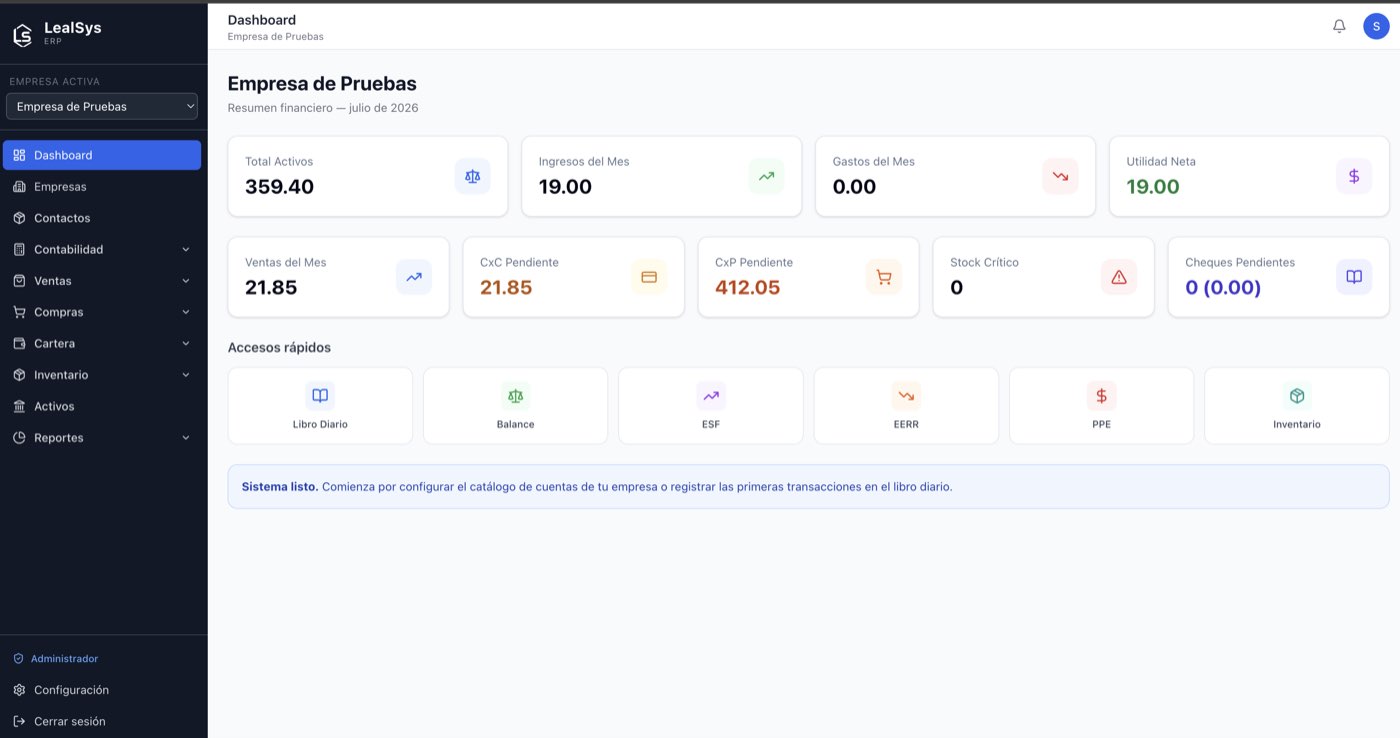 LealSys
ERP
EMPRESA ACTIVA
Empresa de Pruebas
Dashboard
Empresas
Contactos
Contabilidad
Ventas
Compras
Cartera
Inventario
Activos
Reportes
Administrador
Configuración
Cerrar sesión
Dashboard
Empresa de Pruebas
S
Empresa de Pruebas
Resumen financiero — julio de 2026
Total Activos
359.40
Ingresos del Mes
19.00
Gastos del Mes
0.00
Utilidad Neta
19.00
Ventas del Mes
21.85
CxC Pendiente
21.85
CxP Pendiente
412.05
Stock Crítico
0
Cheques Pendientes
0 (0.00)
Accesos rápidos
Libro Diario
Balance
ESF
EERR
PPE
Inventario
Sistema listo. Comienza por configurar el catálogo de cuentas de tu empresa o registrar las primeras transacciones en el libro diario.